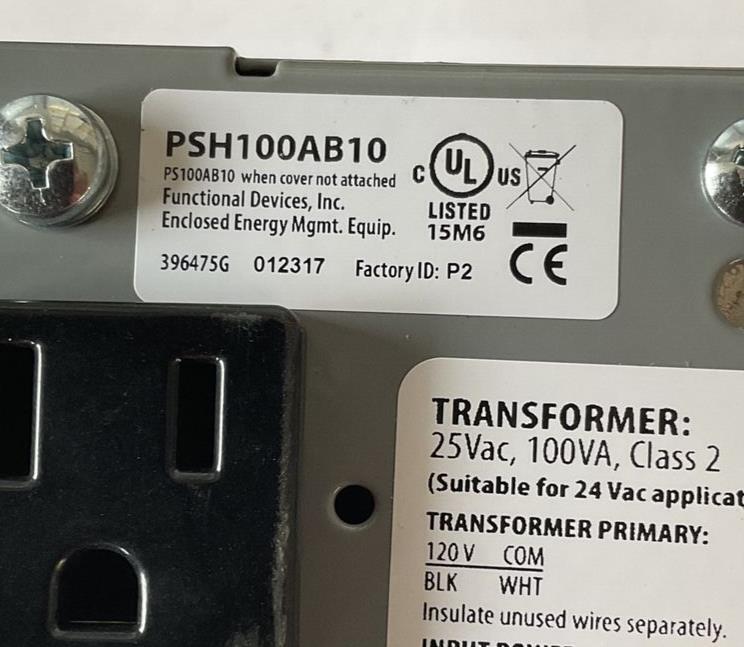 PSH100AB10
PS100AB10 when cover not attached
Functional Devices, Inc.
Enclosed Energy Mgmt. Equip.
396475G 012317 Factory ID: P2
C UL US
LISTED
15M6
CE
TRANSFORMER:
25Vac, 100VA, Class 2
(Suitable for 24 Vac applicat
TRANSFORMER PRIMARY:
120 V COM
BLK WHT
Insulate unused wires separately.